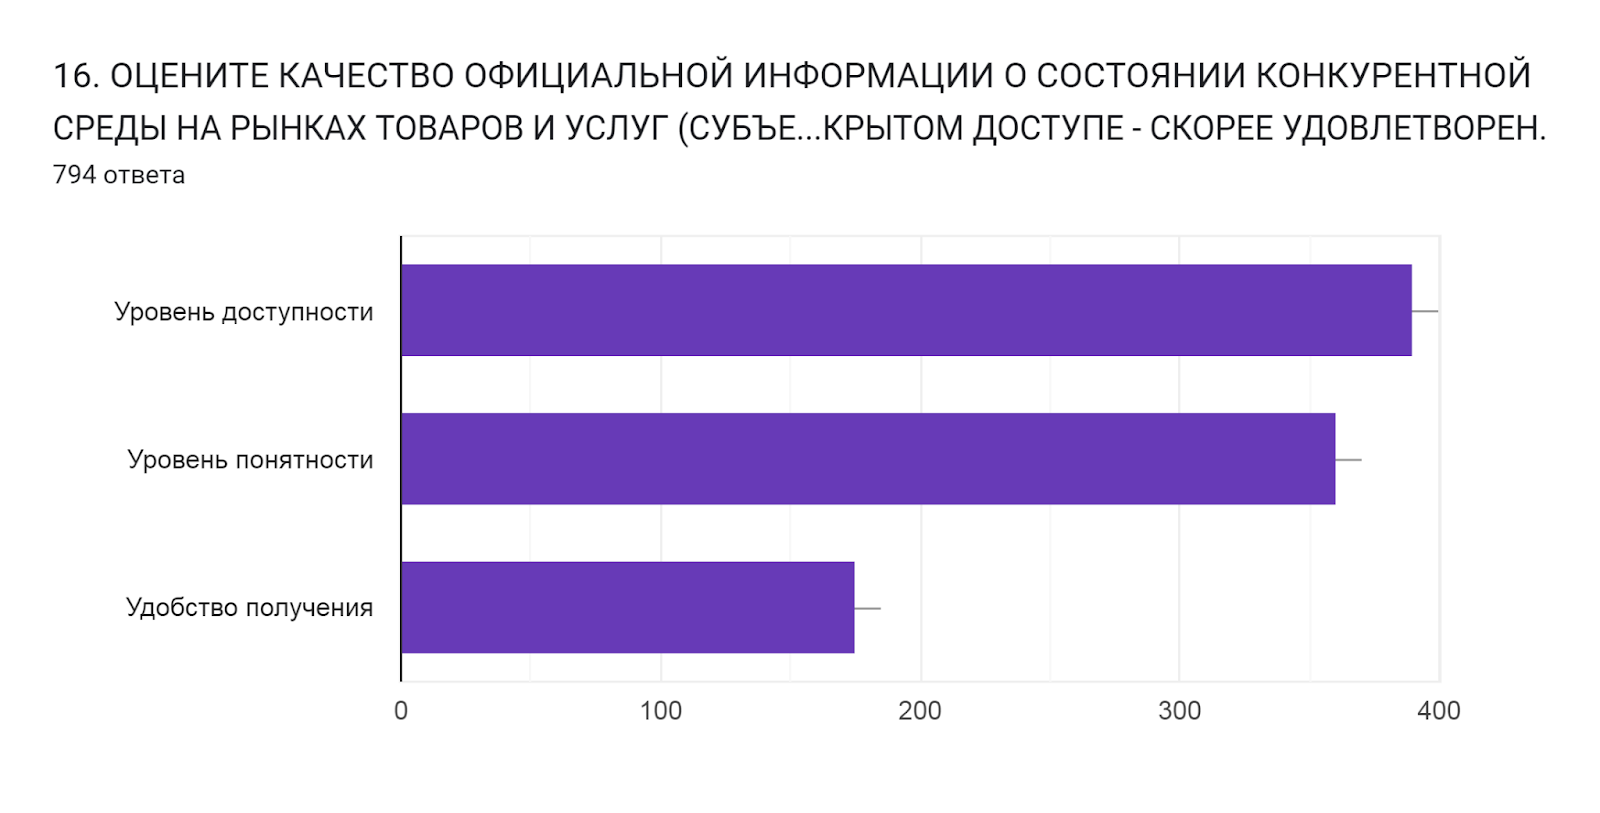 16. ОЦЕНИТЕ КАЧЕСТВО ОФИЦИАЛЬНОЙ ИНФОРМАЦИИ О СОСТОЯНИИ КОНКУРЕНТНОЙ
СРЕДЫ НА РЫНКАХ ТОВАРОВ И УСЛУГ (СУБЪЕ...КРЫТОМ ДОСТУПЕ - СКОРЕЕ УДОВЛЕТВОРЕН.
794 ответа
Уровень доступности
Уровень понятности
Удобство получения
0 100 200 300 400